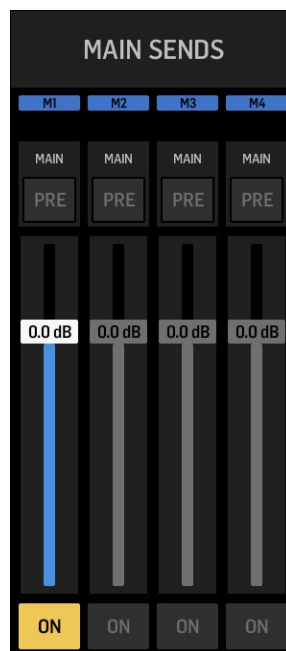 MAIN SENDS
M1 M2 M3 M4
MAIN MAIN MAIN MAIN
PRE PRE PRE PRE
0.0 dB 0.0 dB 0.0 dB 0.0 dB
ON ON ON ON